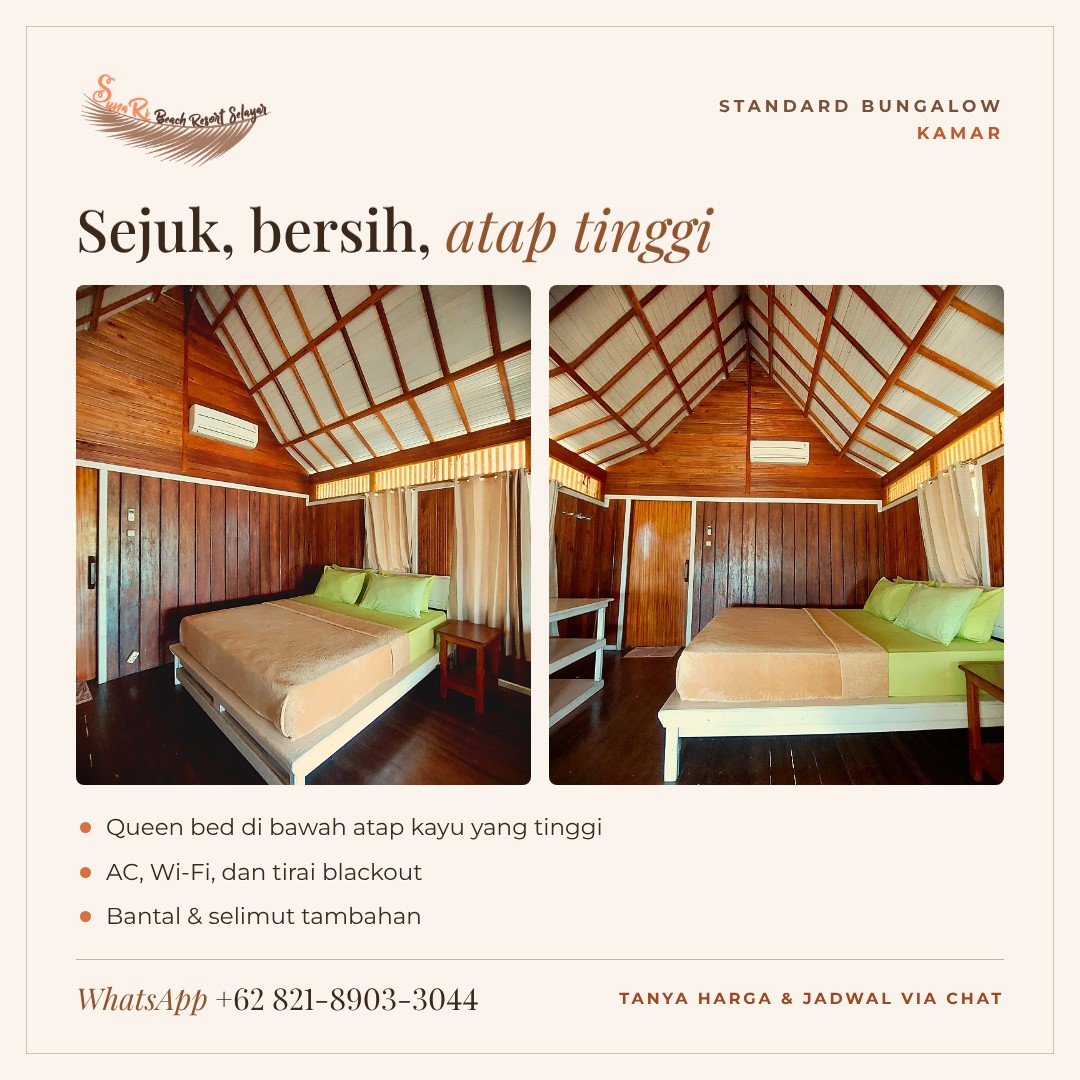 SunaRi Beach Resort Selayar
STANDARD BUNGALOW
KAMAR
Sejuk, bersih, atap tinggi
Queen bed di bawah atap kayu yang tinggi
AC, Wi-Fi, dan tirai blackout
Bantal & selimut tambahan
WhatsApp +62 821-8903-3044
TANYA HARGA & JADWAL VIA CHAT